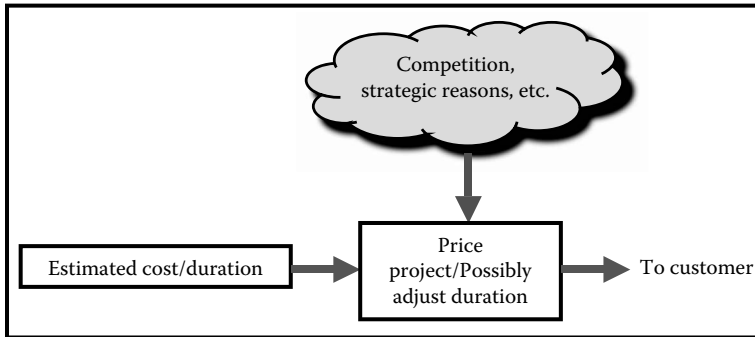 Competition,
strategic reasons, etc.
Estimated cost/duration
Price
project/Possibly
adjust duration
To customer